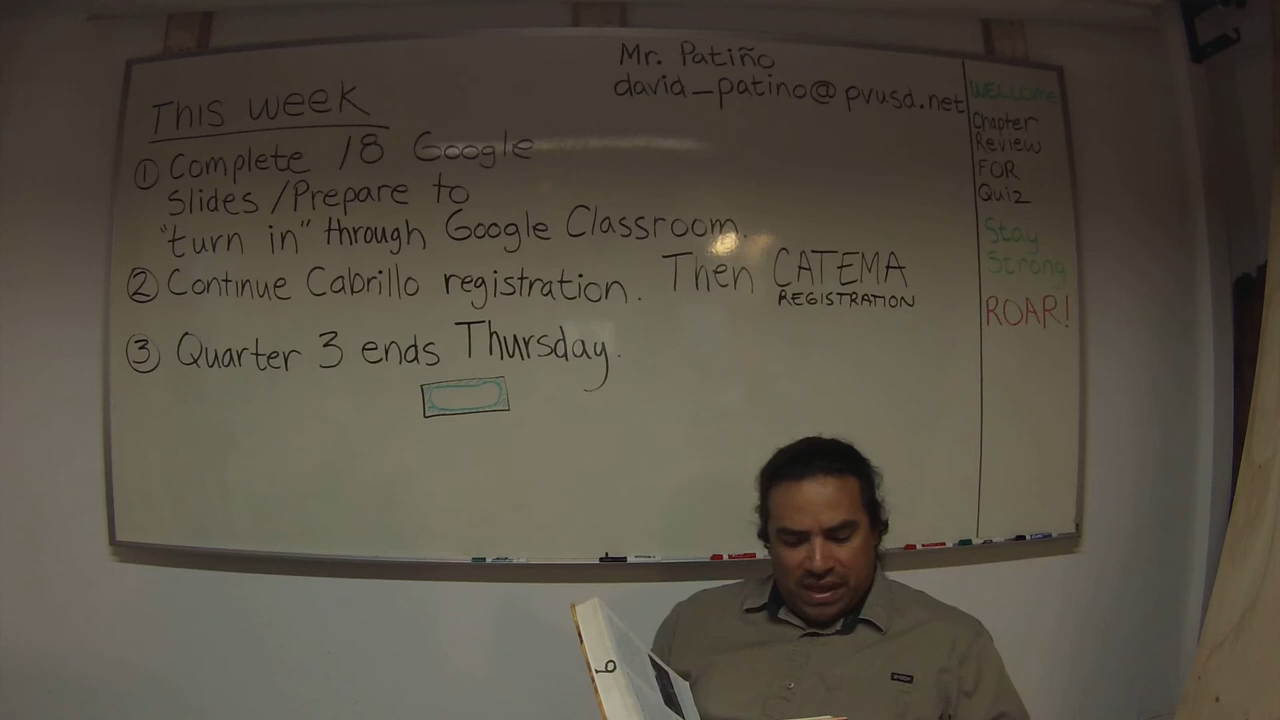 Mr. Patiño
david_patino@pvusd.net
This week
① Complete 18 Google
Slides/Prepare to
"turn in" through Google Classroom.
② Continue Cabrillo registration. Then CATEMA
REGISTRATION
③ Quarter 3 ends Thursday.
WELCOME
Chapter
Review
FOR
Quiz
Stay
Strong
ROAR!